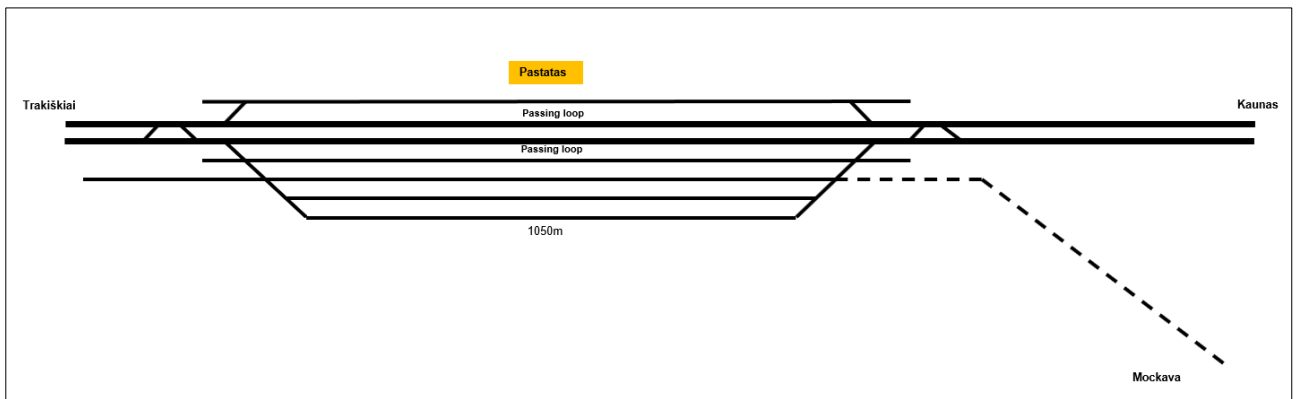 Pastatas
Trakiškiai
Kaunas
Passing loop
Passing loop
1050m
Mockava